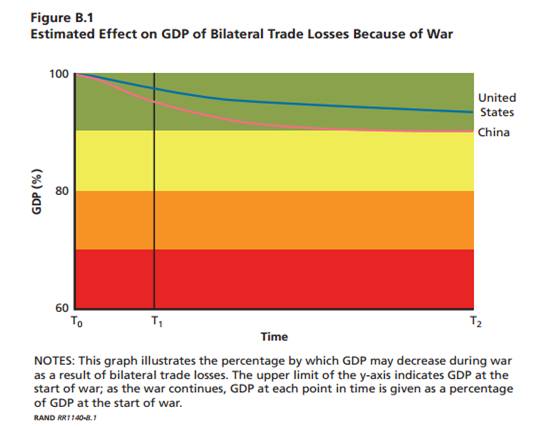 Figure B.1
Estimated Effect on GDP of Bilateral Trade Losses Because of War
100
80
60
GDP (%)
United
States
China
T0
T1
T2
Time
NOTES: This graph illustrates the percentage by which GDP may decrease during war
as a result of bilateral trade losses. The upper limit of the y-axis indicates GDP at the
start of war; as the war continues, GDP at each point in time is given as a percentage
of GDP at the start of war.
RAND RR1140-B.1